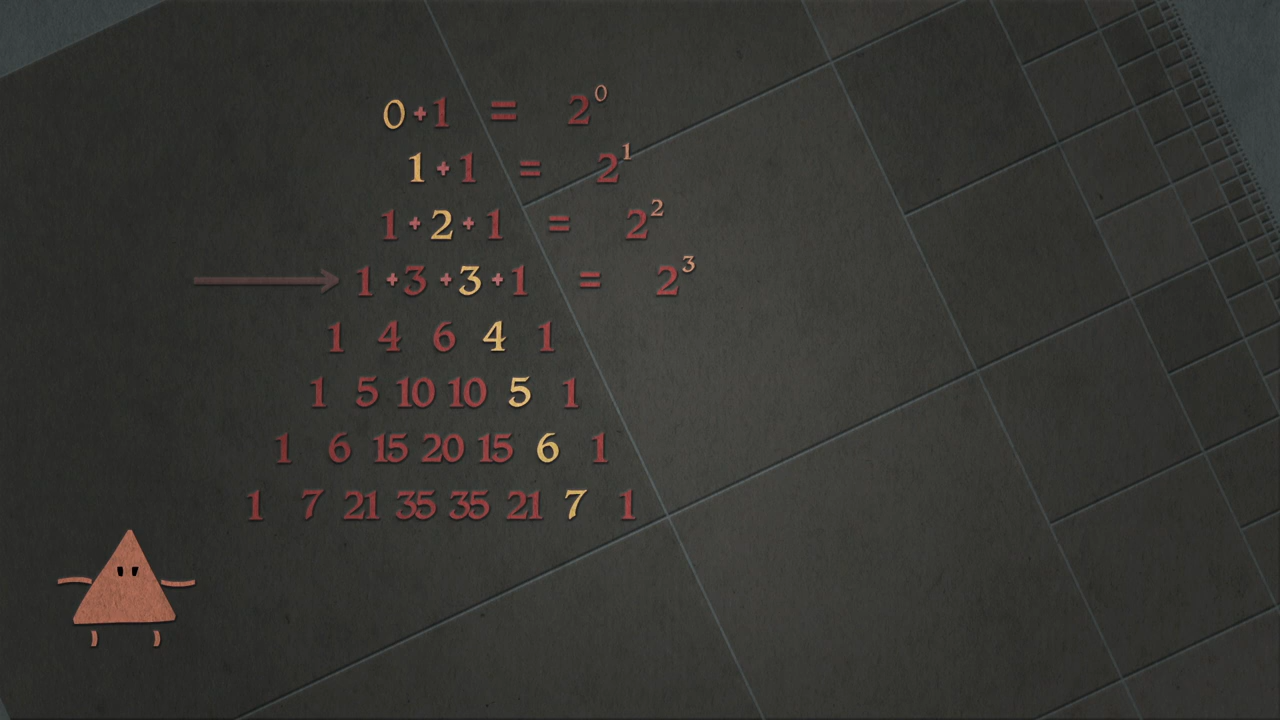 0+1 = 2⁰
1+1 = 2¹
1+2+1 = 2²
1+3+3+1 = 2³
1 4 6 4 1
1 5 10 10 5 1
1 6 15 20 15 6 1
1 7 21 35 35 21 7 1